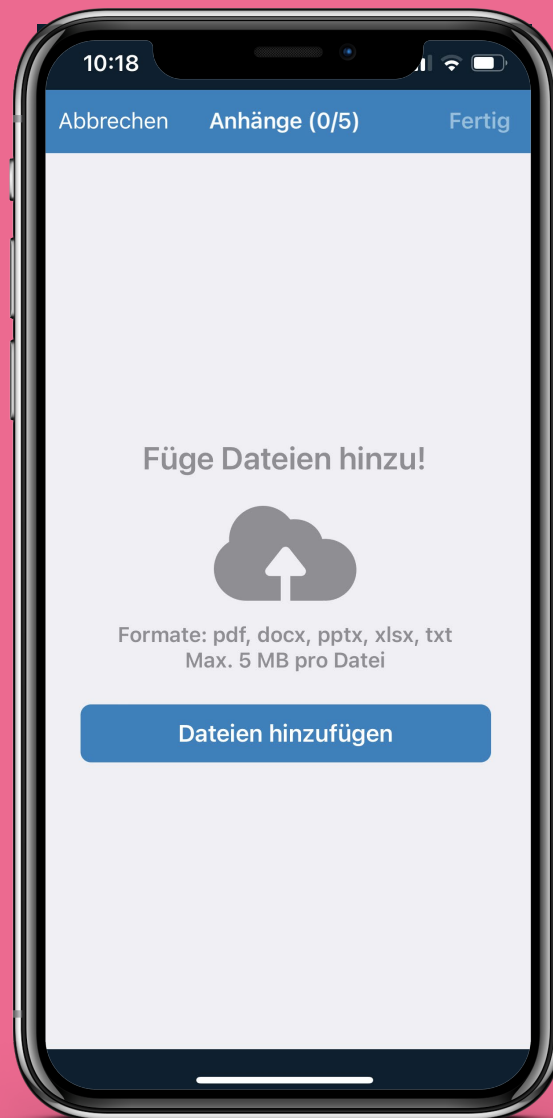 10:18
Abbrechen Anhänge (0/5) Fertig
Füge Dateien hinzu!
Formate: pdf, docx, pptx, xlsx, txt
Max. 5 MB pro Datei
Dateien hinzufügen